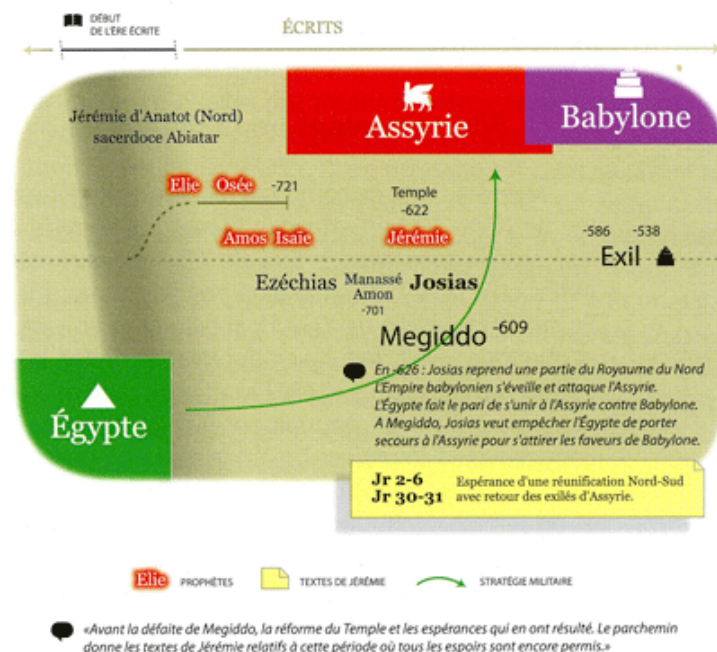 DÉBUT
DE L'ÈRE ÉCRITE
ÉCRITS
Jérémie d'Anatot (Nord)
sacerdoce Abiatar
Assyrie
Babylone
Elie Osée -721
Temple
-622
Amos Isaïe
Jérémie
-586 -538
Exil
Ezéchias
Manassé
Amon
-701
Josias
Megiddo -609
En -626 : Josias reprend une partie du Royaume du Nord
L'Empire babylonien s'éveille et attaque l'Assyrie.
L'Égypte fait le pari de s'unir à l'Assyrie contre Babylone.
A Megiddo, Josias veut empêcher l'Égypte de porter
secours à l'Assyrie pour s'attirer les faveurs de Babylone.
Égypte
Jr 2-6
Jr 30-31
Espérance d'une réunification Nord-Sud
avec retour des exilés d'Assyrie.
Elie PROPHÈTES
TEXTES DE JÉRÉMIE
STRATÉGIE MILITAIRE
«Avant la défaite de Megiddo, la réforme du Temple et les espérances qui en ont résulté. Le parchemin
donne les textes de Jérémie relatifs à cette période où tous les espoirs sont encore permis.»